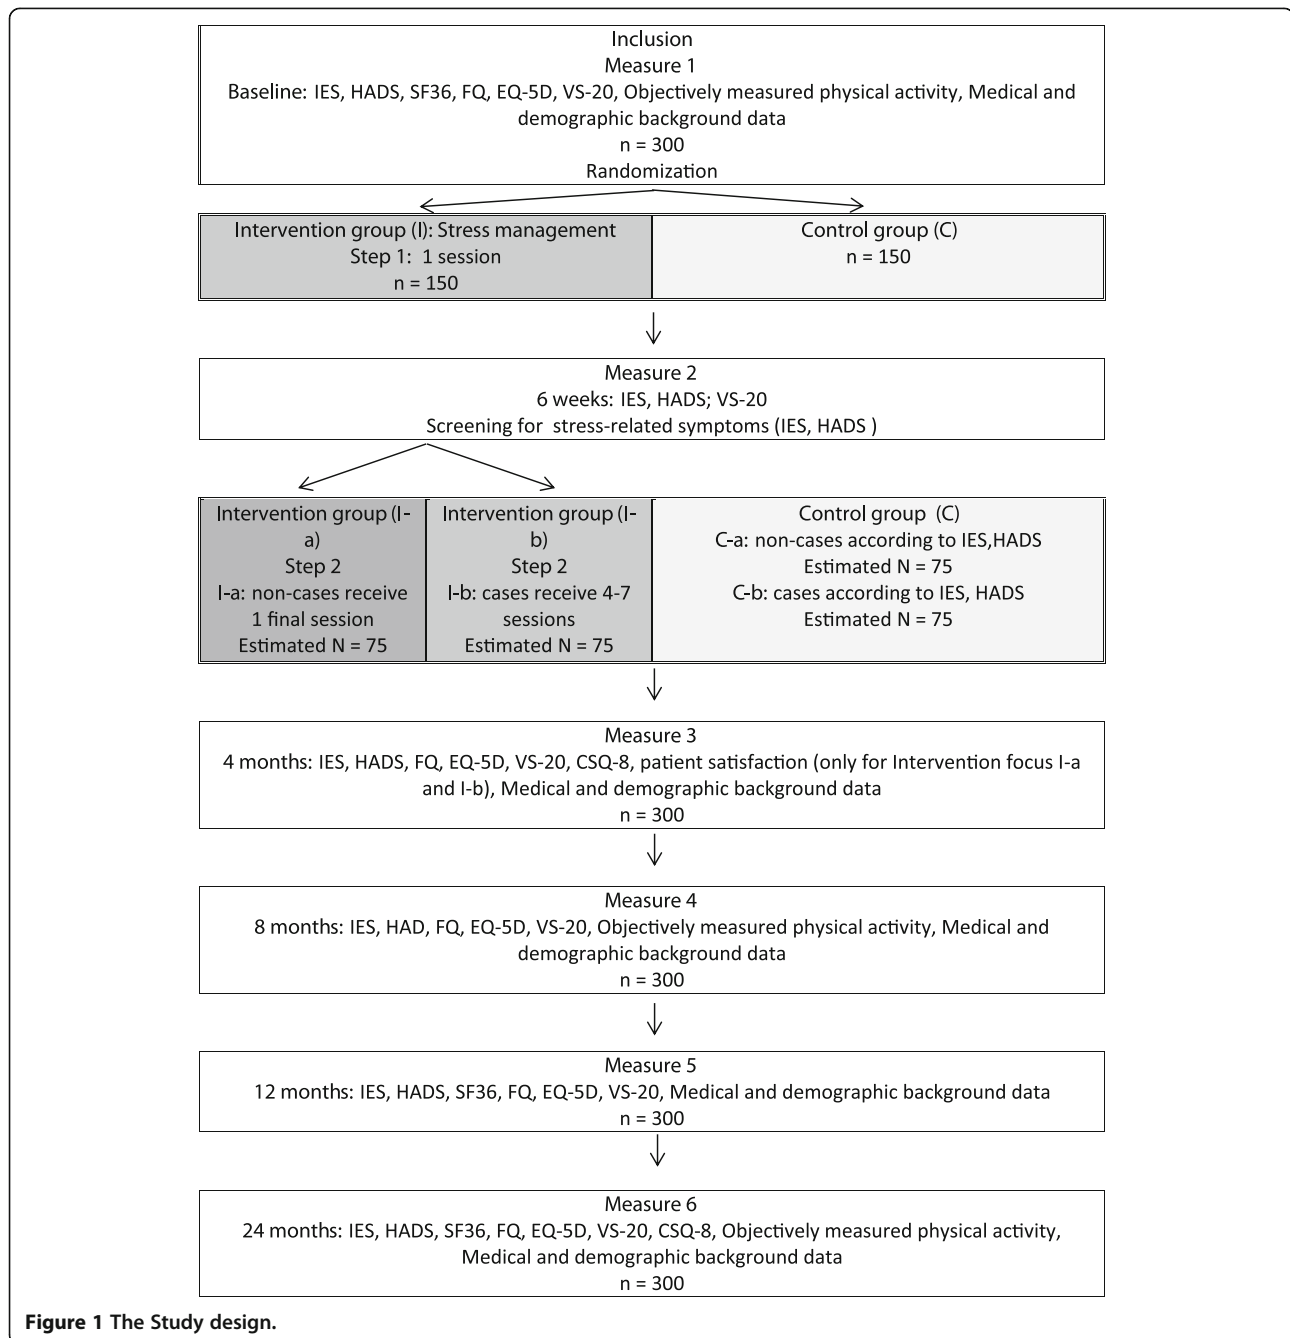 Inclusion
Measure 1
Baseline: IES, HADS, SF36, FQ, EQ-5D, VS-20, Objectively measured physical activity, Medical and
demographic background data
n = 300
Randomization
Intervention group (I): Stress management
Step 1: 1 session
n = 150
Control group (C)
n = 150
Measure 2
6 weeks: IES, HADS; VS-20
Screening for stress-related symptoms (IES, HADS )
Intervention group (I-
a)
Step 2
I-a: non-cases receive
1 final session
Estimated N = 75
Intervention group (I-
b)
Step 2
I-b: cases receive 4-7
sessions
Estimated N = 75
Control group (C)
C-a: non-cases according to IES,HADS
Estimated N = 75
C-b: cases according to IES, HADS
Estimated N = 75
Measure 3
4 months: IES, HADS, FQ, EQ-5D, VS-20, CSQ-8, patient satisfaction (only for Intervention focus I-a
and I-b), Medical and demographic background data
n = 300
Measure 4
8 months: IES, HAD, FQ, EQ-5D, VS-20, Objectively measured physical activity, Medical and
demographic background data
n = 300
Measure 5
12 months: IES, HADS, SF36, FQ, EQ-5D, VS-20, Medical and demographic background data
n = 300
Measure 6
24 months: IES, HADS, SF36, FQ, EQ-5D, VS-20, CSQ-8, Objectively measured physical activity,
Medical and demographic background data
n = 300
Figure 1 The Study design.